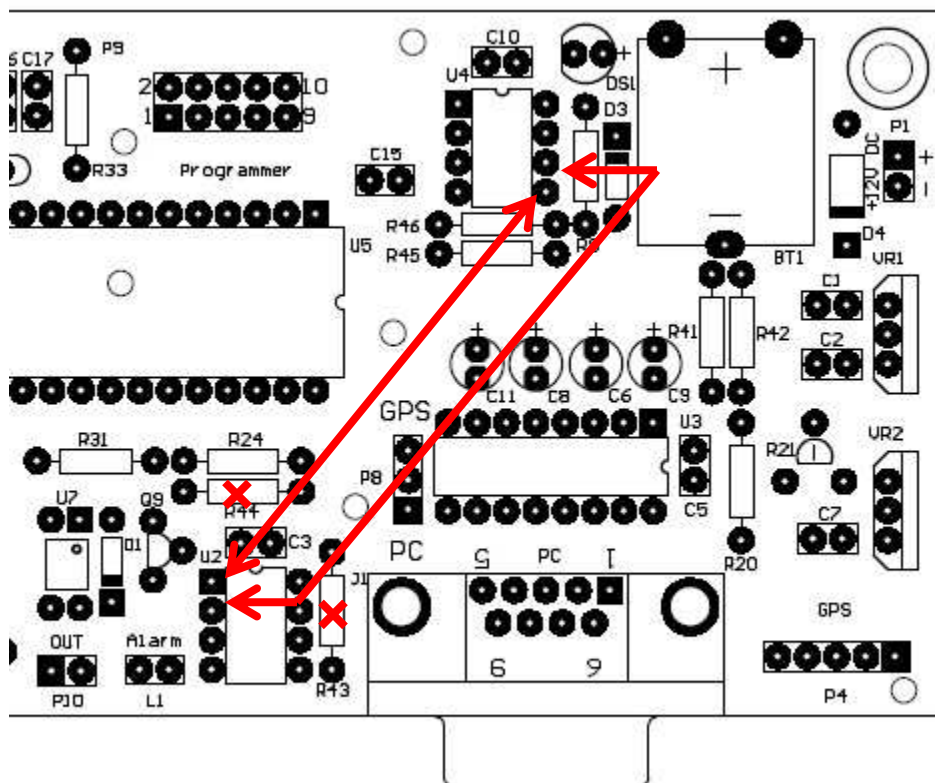 6 C17
P9
C10
+
U4
DS1
2 10
1 9
D3
+
DC
P1
+
R33
Programmer
C15
+12V
-
R46
R8
-
U5
R45
BT1
D4
VR1
C1
+ + + +
R41
R42
C2
C11 C8 C6 C9
GPS
U3
R31
R24
R21
VR2
P8
U7
Q9
R44
C5
C7
D1
U2
C3
J1
PC
5 PC 1
R20
GPS
OUT
Alarm
9 6
P10
L1
R43
P4